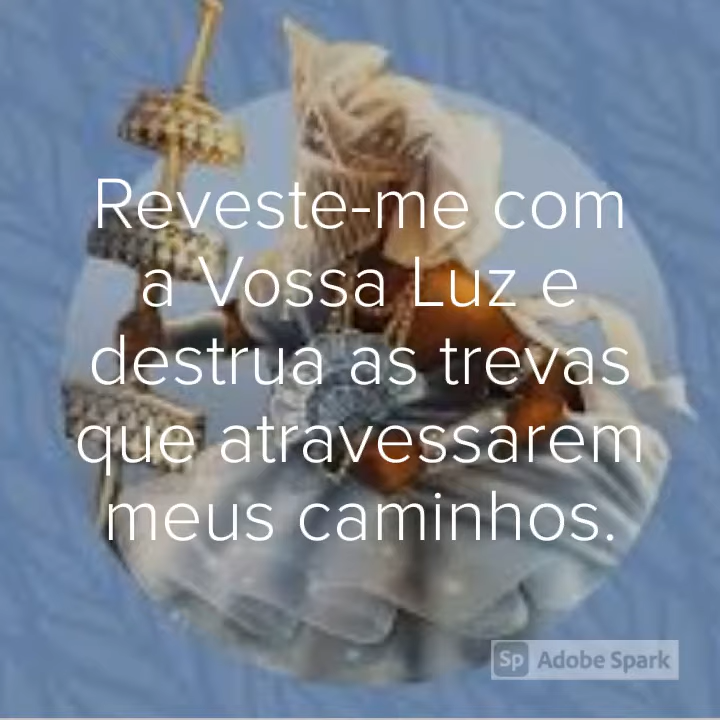 Reveste-me com
a Vossa Luz e
destrua as trevas
que atravessarem
meus caminhos.
Sp Adobe Spark